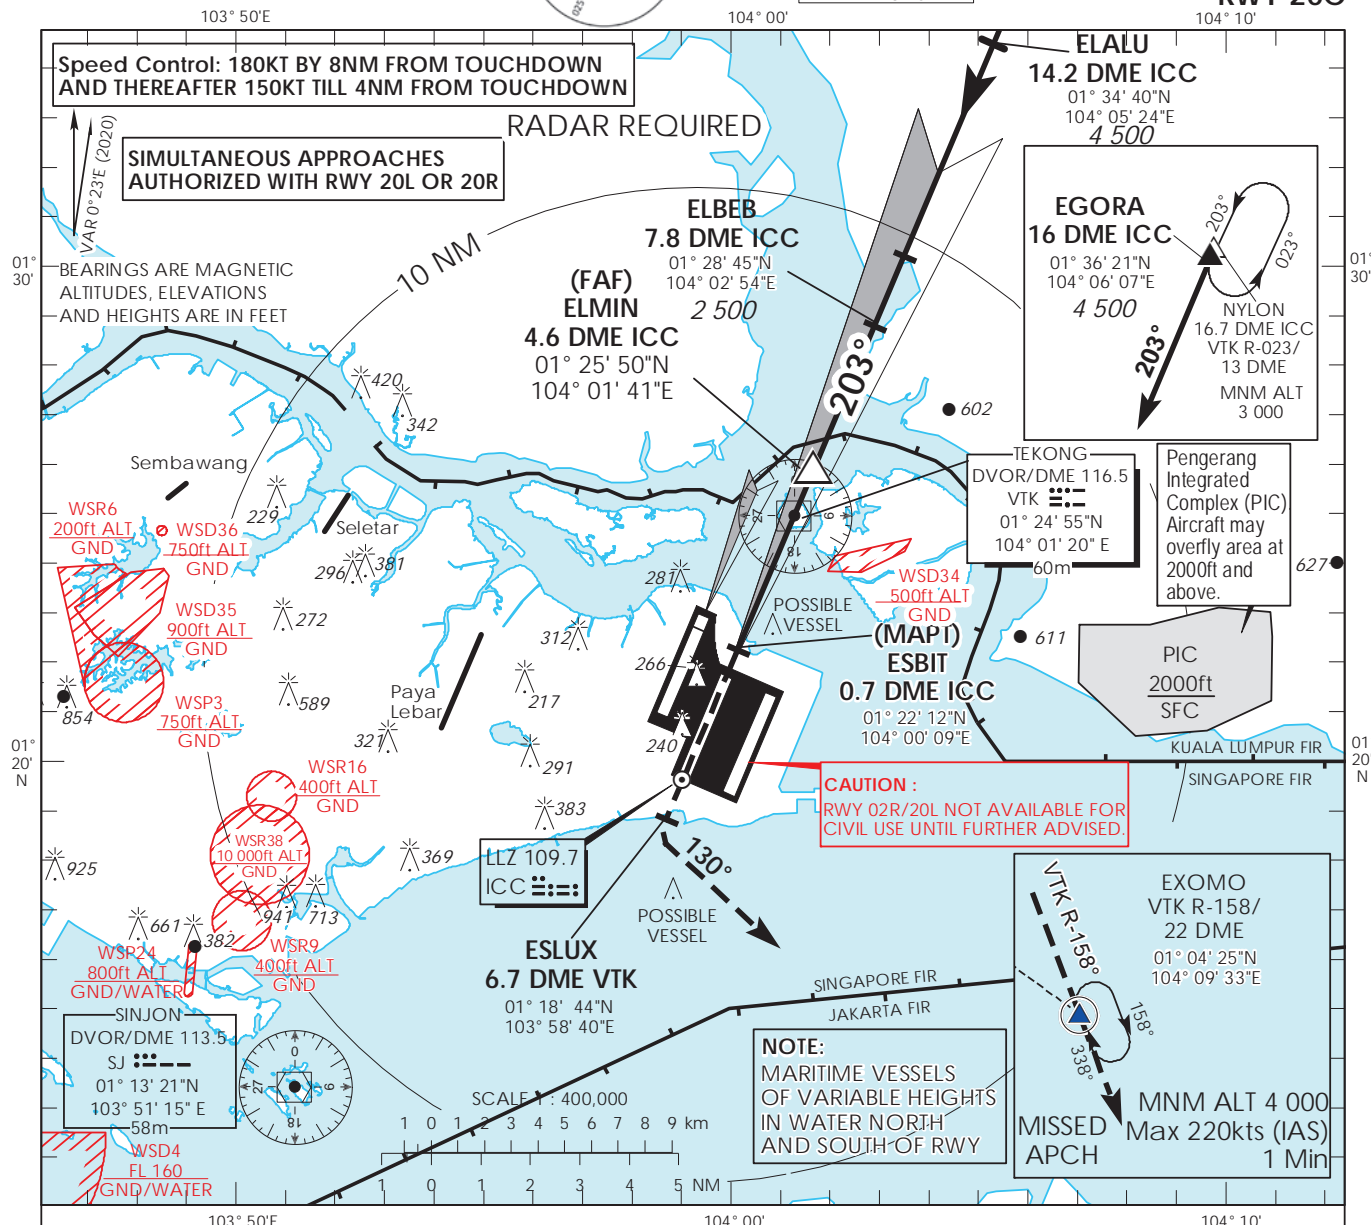 103° 50'E
104° 00'
104° 10'
025
Speed Control: 180KT BY 8NM FROM TOUCHDOWN
AND THEREAFTER 150KT TILL 4NM FROM TOUCHDOWN
RADAR REQUIRED
SIMULTANEOUS APPROACHES
AUTHORIZED WITH RWY 20L OR 20R
VAR 0°23'E (2020)
BEARINGS ARE MAGNETIC
ALTITUDES, ELEVATIONS
AND HEIGHTS ARE IN FEET
10 NM
01°
30'
01°
30'
ELALU
14.2 DME ICC
01° 34' 40"N
104° 05' 24"E
4 500
ELBEB
7.8 DME ICC
01° 28' 45"N
104° 02' 54"E
2 500
(FAF)
ELMIN
4.6 DME ICC
01° 25' 50"N
104° 01' 41"E
203°
EGORA
16 DME ICC
01° 36' 21"N
104° 06' 07"E
4 500
203°
023°
203°
NYLON
16.7 DME ICC
VTK R-023/
13 DME
MNM ALT
3 000
420
342
602
Sembawang
229
Seletar
296
381
WSR6
200ft ALT
GND
WSD36
750ft ALT
GND
WSD35
900ft ALT
GND
WSP3
750ft ALT
GND
272
589
854
321
312
281
266
217
240
291
383
369
Paya
Lebar
27
9
18
TEKONG
DVOR/DME 116.5
VTK
01° 24' 55"N
104° 01' 20" E
60m
Pengerang
Integrated
Complex (PIC)
Aircraft may
overfly area at
2000ft and
above.
627
611
WSD34
500ft ALT
GND
POSSIBLE
VESSEL
(MAPT)
ESBIT
0.7 DME ICC
01° 22' 12"N
104° 00' 09"E
PIC
2000ft
SFC
01°
20'
N
01
20
N
KUALA LUMPUR FIR
SINGAPORE FIR
CAUTION :
RWY 02R/20L NOT AVAILABLE FOR
CIVIL USE UNTIL FURTHER ADVISED.
WSR16
400ft ALT
GND
WSR38
10 000ft ALT
GND
925
661
382
941
713
WSR9
400ft ALT
GND
WSP24
800ft ALT
GND/WATER
LLZ 109.7
ICC
130°
POSSIBLE
VESSEL
ESLUX
6.7 DME VTK
01° 18' 44"N
103° 58' 40"E
SINGAPORE FIR
JAKARTA FIR
VTK R-158°
EXOMO
VTK R-158/
22 DME
01° 04' 25"N
104° 09' 33"E
158°
338°
MNM ALT 4 000
Max 220kts (IAS)
1 Min
MISSED
APCH
NOTE:
MARITIME VESSELS
OF VARIABLE HEIGHTS
IN WATER NORTH
AND SOUTH OF RWY
SINJON
DVOR/DME 113.5
SJ
01° 13' 21"N
103° 51' 15" E
58m
0
27
9
18
WSD4
FL 160
GND/WATER
SCALE 1 : 400,000
1 0 1 2 3 4 5 6 7 8 9 km
1 0 1 2 3 4 5 NM
103° 50'E
104° 00'
104° 10'